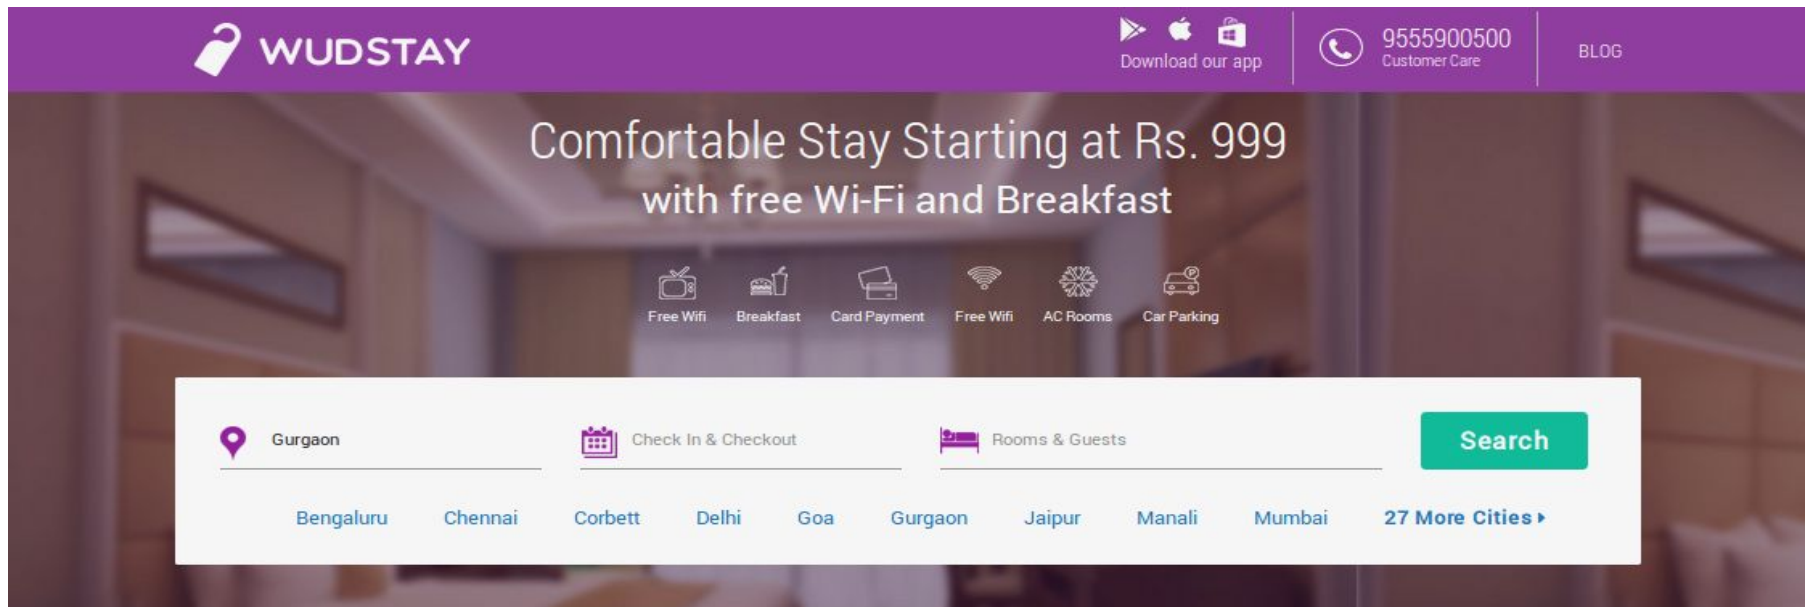 WUDSTAY
Download our app
9555900500
Customer Care
BLOG
Comfortable Stay Starting at Rs. 999
with free Wi-Fi and Breakfast
Free Wifi Breakfast Card Payment Free Wifi AC Rooms Car Parking
Gurgaon Check In & Checkout Rooms & Guests Search
Bengaluru Chennai Corbett Delhi Goa Gurgaon Jaipur Manali Mumbai 27 More Cities